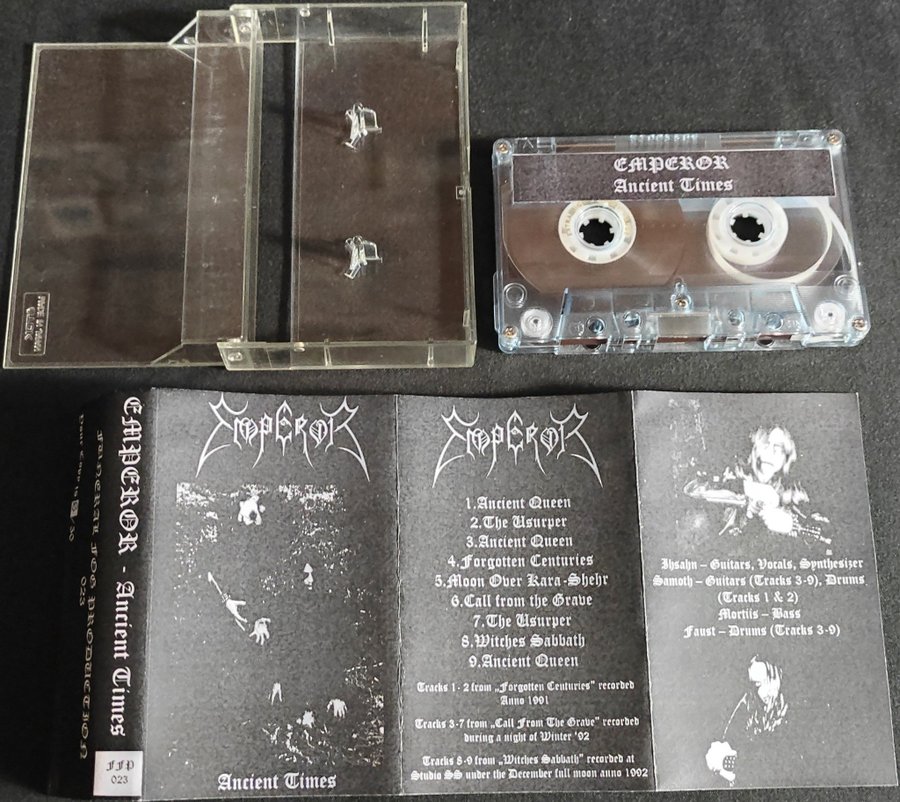 EMPEROR
Ancient Times
EMPEROR - Ancient Times
FFP
023
FUNERAL FOG PRODUCTION
023
EMPEROR
Ancient Times
EMPEROR
1.Ancient Queen
2.The Usurper
3.Ancient Queen
4.Forgotten Centuries
5.Moon Over Kara-Shehr
6.Call from the Grave
7.The Usurper
8.Witches Sabbath
9.Ancient Queen
Tracks 1-2 from „Forgotten Centuries” recorded
Anno 1991
Tracks 3-7 from „Call From The Grave” recorded
during a night of Winter '92
Tracks 8-9 from „Witches Sabbath” recorded at
Studio SS under the December full moon anno 1992
Ihsahn – Guitars, Vocals, Synthesizer
Samoth – Guitars (Tracks 3-9), Drums
(Tracks 1 & 2)
Mortiis – Bass
Faust – Drums (Tracks 3-9)